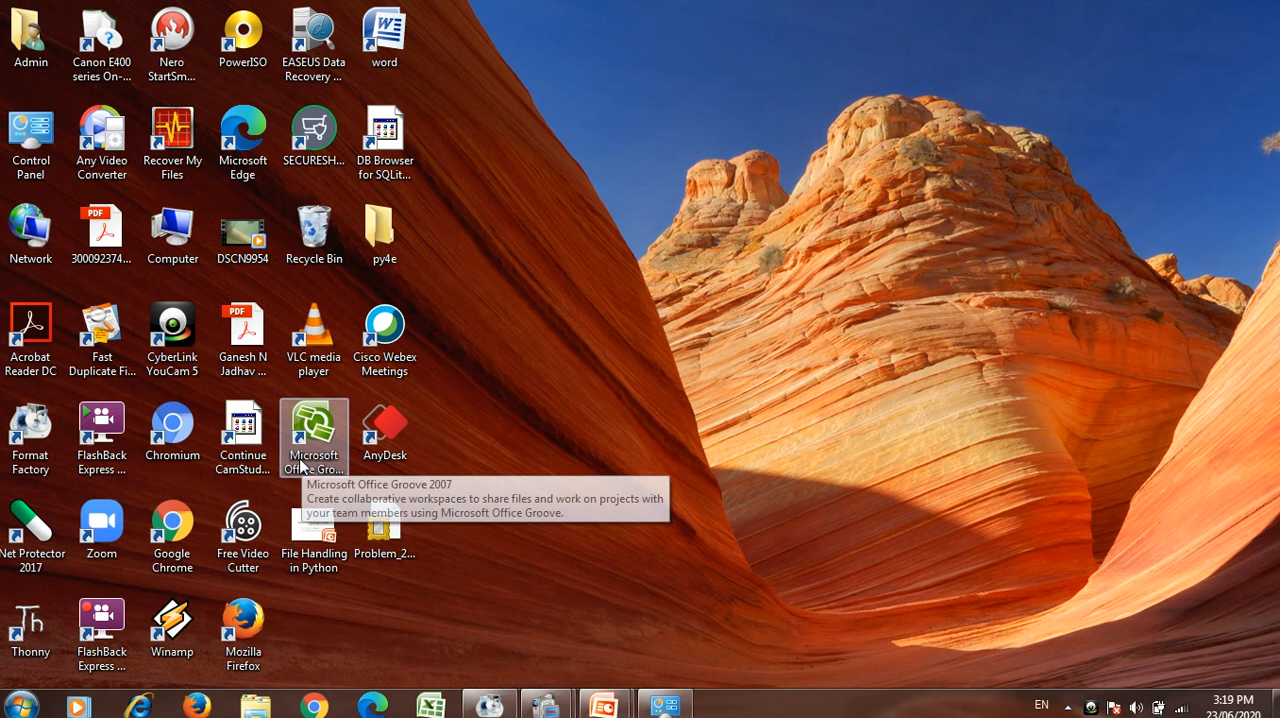 Admin
Canon E400
series On-...
Nero
StartSm...
PowerISO
EASEUS Data
Recovery ...
word
Control
Panel
Any Video
Converter
Recover My
Files
Microsoft
Edge
SECURESH...
DB Browser
for SQLit...
Network
PDF
300092374...
Computer
DSCN9954
Recycle Bin
py4e
Acrobat
Reader DC
Fast
Duplicate Fi...
CyberLink
YouCam 5
PDF
Ganesh N
Jadhav ...
VLC media
player
Cisco Webex
Meetings
Format
Factory
FlashBack
Express ...
Chromium
Continue
CamStud...
Microsoft
Office Gro...
AnyDesk
Microsoft Office Groove 2007
Create collaborative workspaces to share files and work on projects with
your team members using Microsoft Office Groove.
Net Protector
2017
Zoom
Google
Chrome
Free Video
Cutter
File Handling
in Python
Problem_2...
Th
Thonny
FlashBack
Express ...
Winamp
Mozilla
Firefox
EN
3:19 PM
23/06/2020